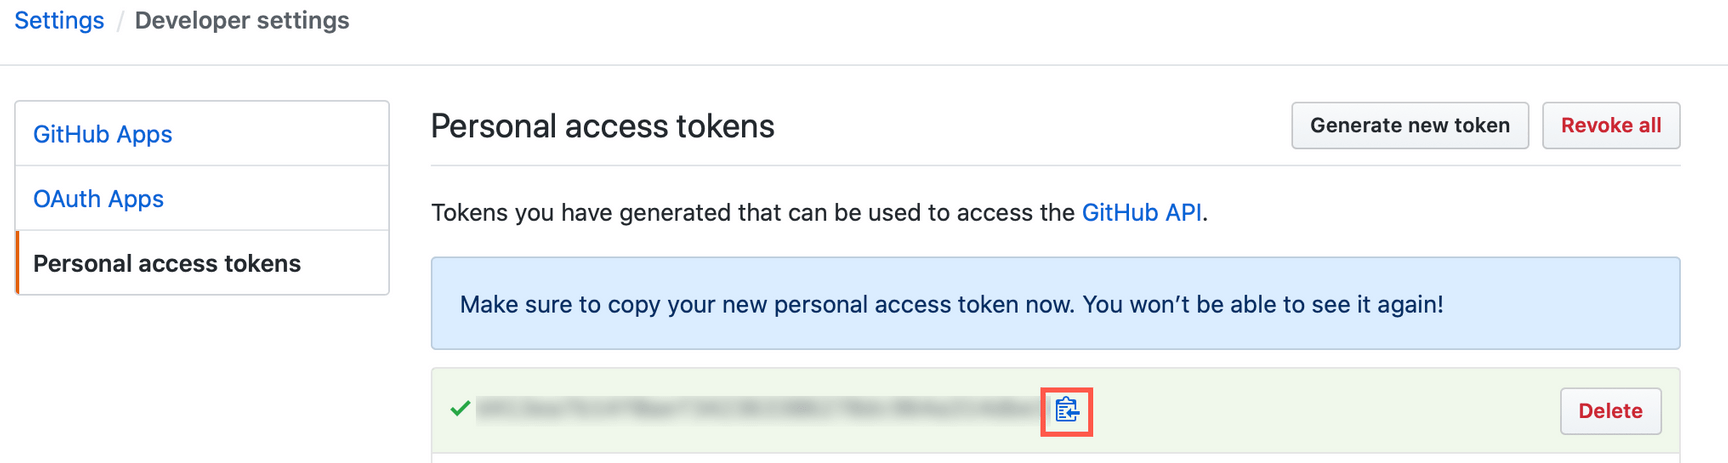 Settings / Developer settings
GitHub Apps
OAuth Apps
Personal access tokens
Personal access tokens
Generate new token
Revoke all
Tokens you have generated that can be used to access the GitHub API.
Make sure to copy your new personal access token now. You won’t be able to see it again!
Delete